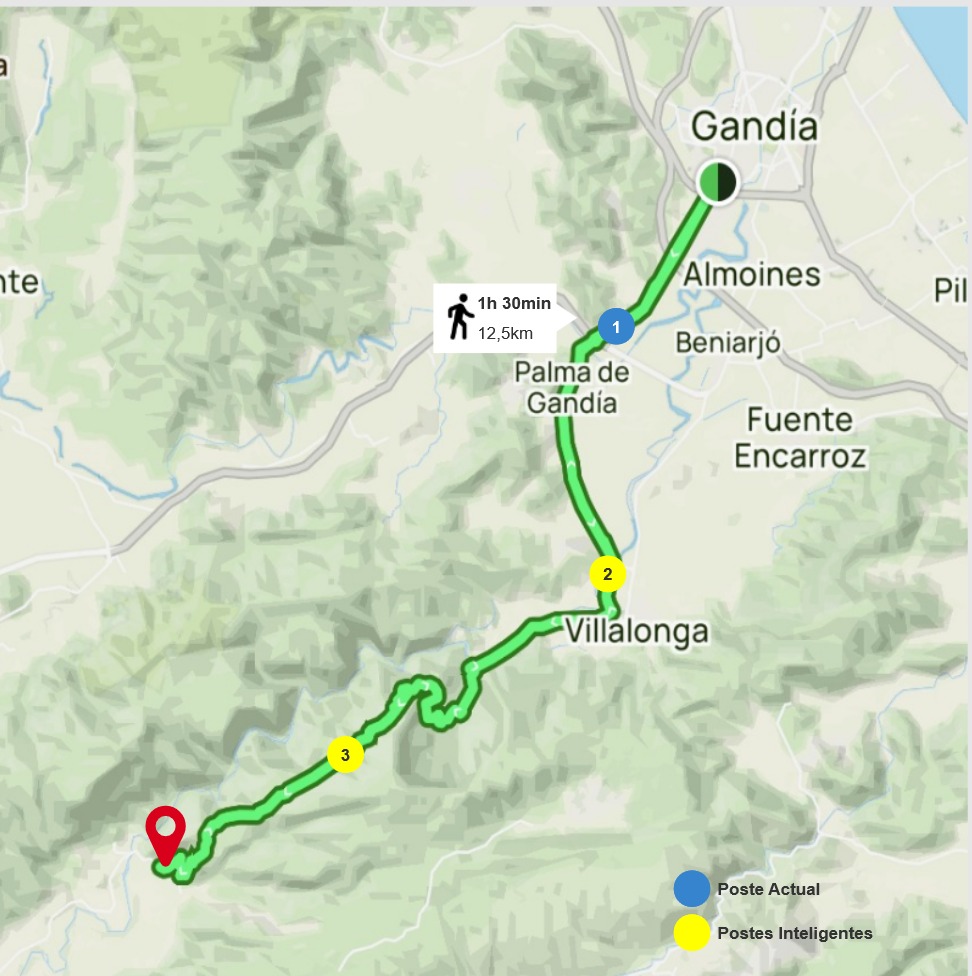 a
Gandía
nte
Almoines
Pil
1h 30min
12,5km
1
Beniarjó
Palma de
Gandía
Fuente
Encarroz
2
Villalonga
3
Poste Actual
Postes Inteligentes